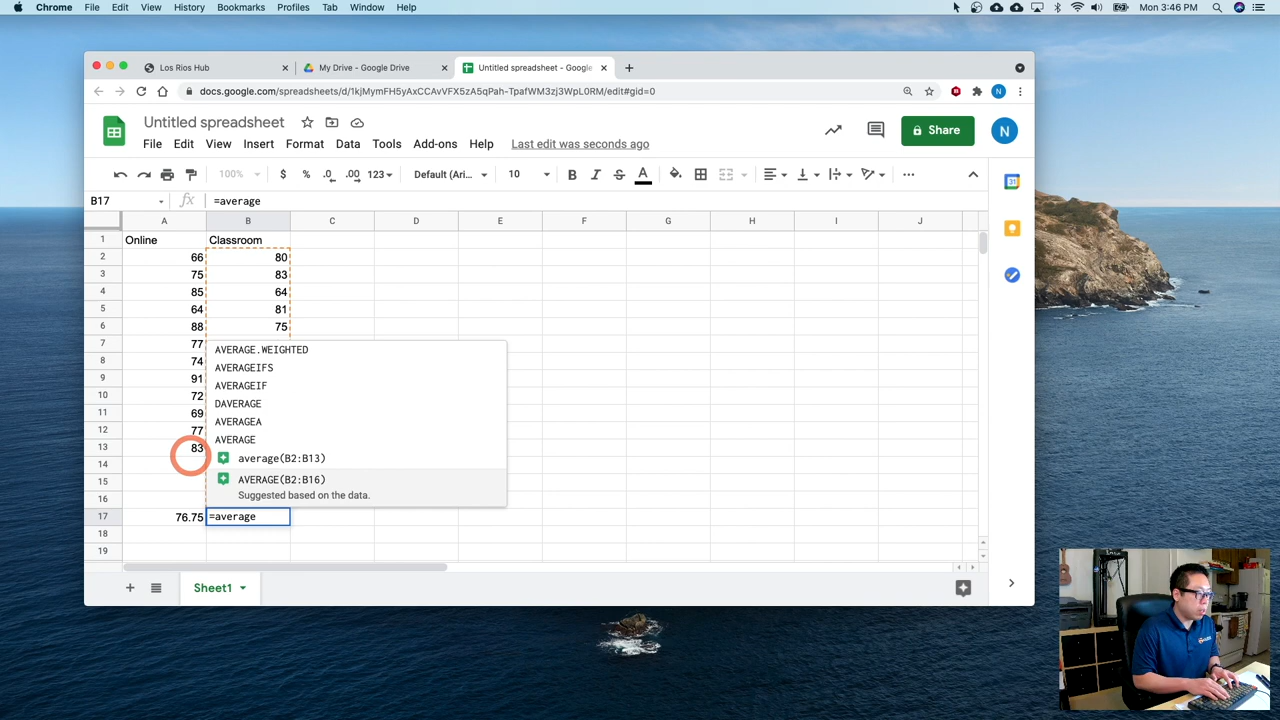 Chrome File Edit View History Bookmarks Profiles Tab Window Help Mon 3:46 PM
Los Rios Hub My Drive - Google Drive Untitled spreadsheet - Google
docs.google.com/spreadsheets/d/1kjMymFH5yAxCCAvVFX5zA5qPah-TpafWM3zj3WpL0RM/edit#gid=0 N
Untitled spreadsheet
Share N
File Edit View Insert Format Data Tools Add-ons Help Last edit was seconds ago
100% $ % .0 .00 123 Default (Ari... 10 B I S A
B17 fx =average
A B C D E F G H I J
1 Online Classroom
2 66 80
3 75 83
4 85 64
5 64 81
6 88 75
7 77
8 74
9 91
10 72
11 69
12 77
13 83
14
15
16
17 76.75 =average
18
19
AVERAGE.WEIGHTED
AVERAGEIFS
AVERAGEIF
DAVERAGE
AVERAGEA
AVERAGE
average(B2:B13)
AVERAGE(B2:B16)
Suggested based on the data.
Sheet1
31